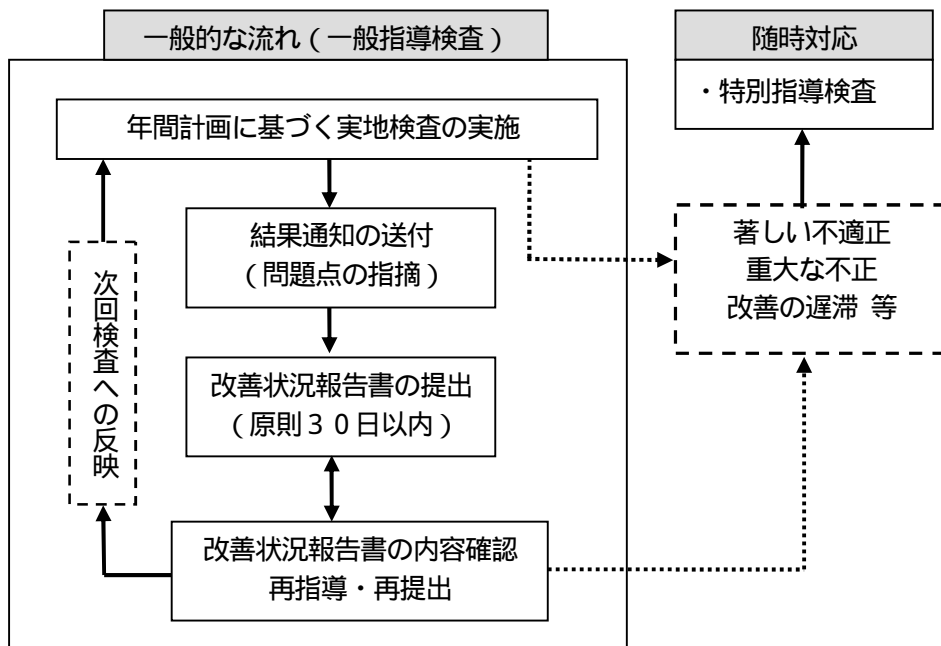 一般的な流れ（一般指導検査）
年間計画に基づく実地検査の実施
結果通知の送付
（問題点の指摘）
改善状況報告書の提出
（原則３０日以内）
改善状況報告書の内容確認
再指導・再提出
次回検査への反映
随時対応
・特別指導検査
著しい不適正
重大な不正
改善の遅滞 等